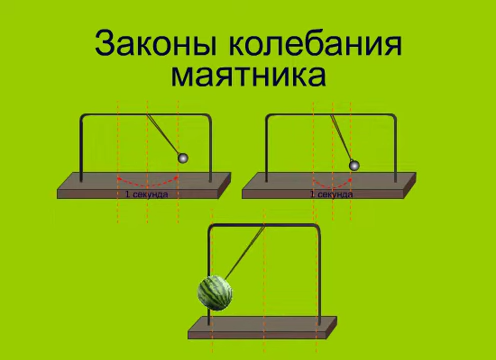 Законы колебания
маятника
1 секунда
1 секунда